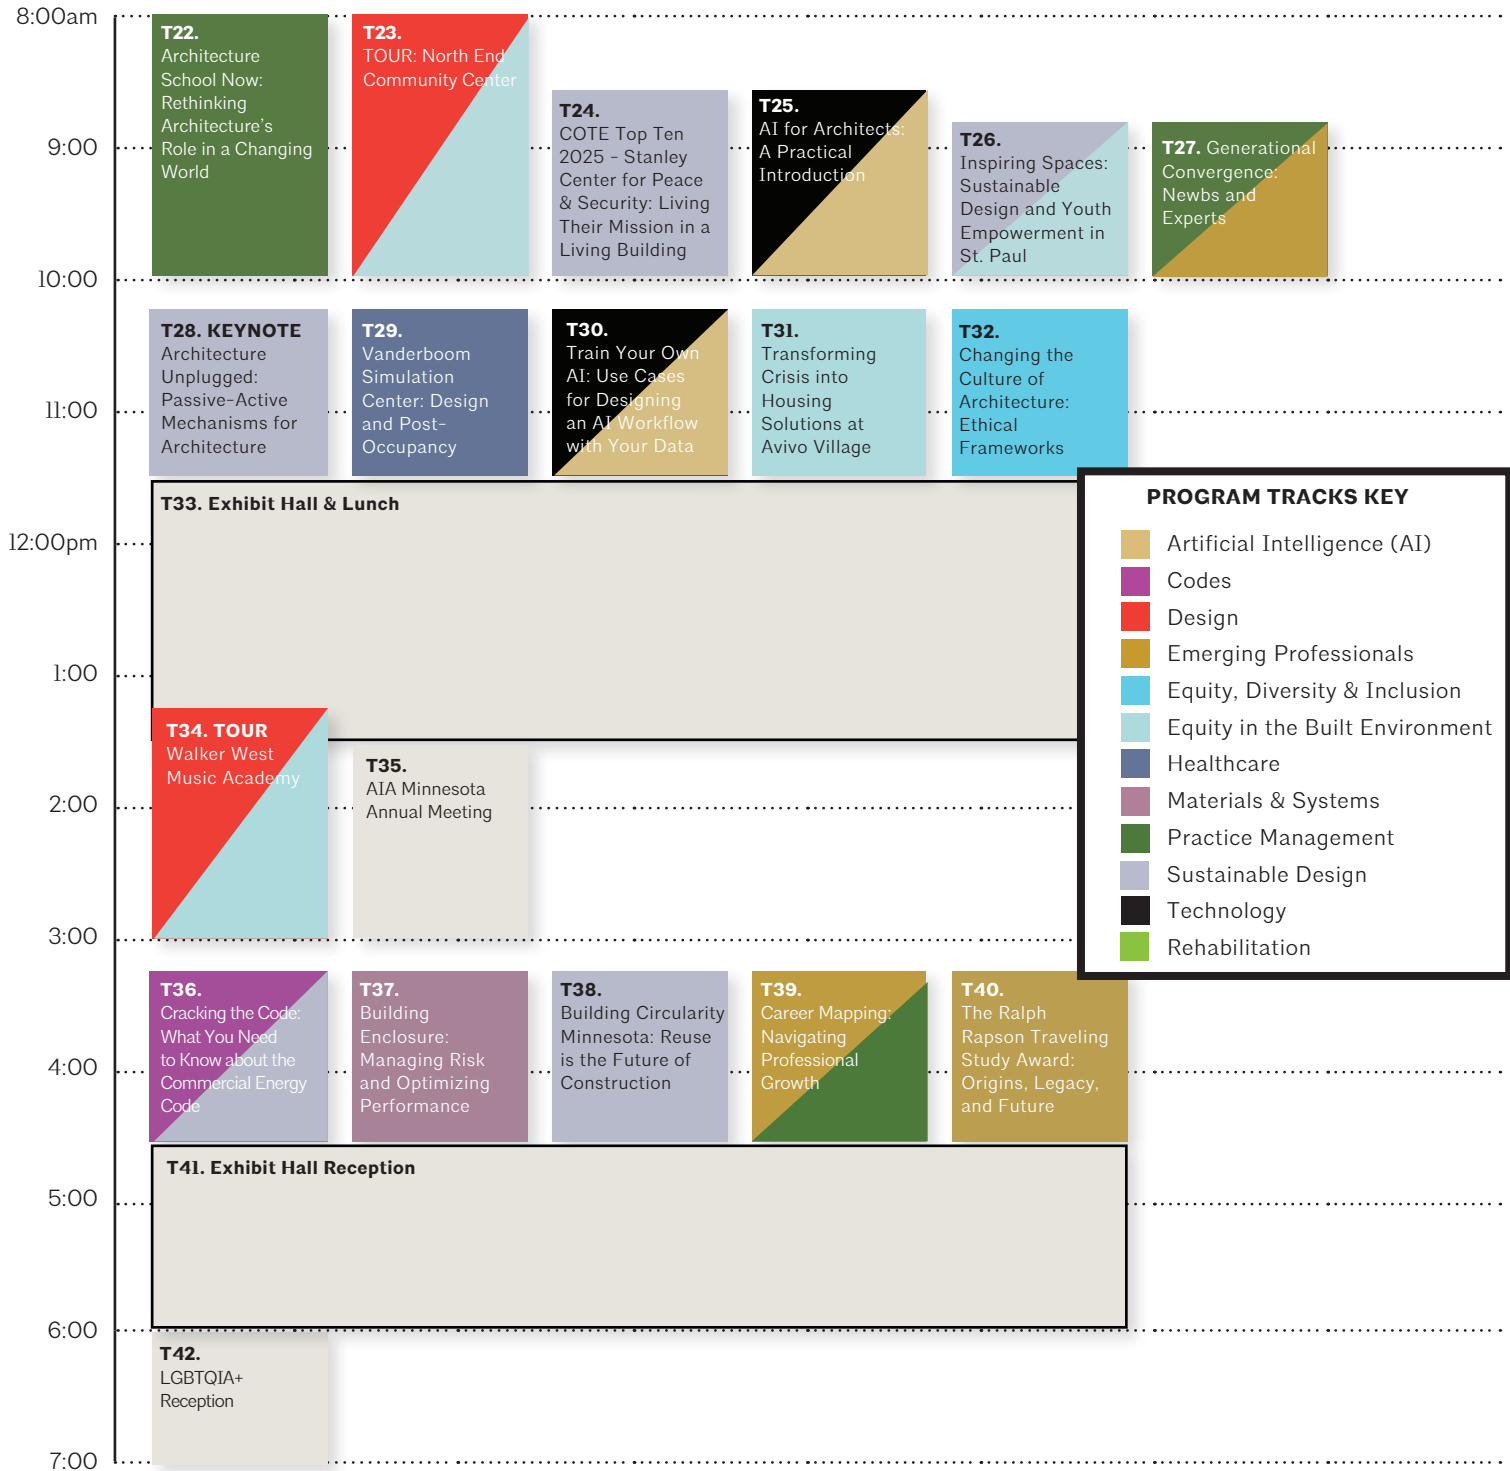 8:00am
T22.
Architecture
School Now:
Rethinking
Architecture's
Role in a Changing
World
T23.
TOUR: North End
Community Center
T24.
COTE Top Ten
2025 - Stanley
Center for Peace
& Security: Living
Their Mission in a
Living Building
T25.
AI for Architects:
A Practical
Introduction
T26.
Inspiring Spaces:
Sustainable
Design and Youth
Empowerment in
St. Paul
T27. Generational
Convergence:
Newbs and
Experts
9:00
10:00
T28. KEYNOTE
Architecture
Unplugged:
Passive-Active
Mechanisms for
Architecture
T29.
Vanderboom
Simulation
Center: Design
and Post-
Occupancy
T30.
Train Your Own
AI: Use Cases
for Designing
an AI Workflow
with Your Data
T31.
Transforming
Crisis into
Housing
Solutions at
Avivo Village
T32.
Changing the
Culture of
Architecture:
Ethical
Frameworks
11:00
T33. Exhibit Hall & Lunch
12:00pm
1:00
PROGRAM TRACKS KEY
Artificial Intelligence (AI)
Codes
Design
Emerging Professionals
Equity, Diversity & Inclusion
Equity in the Built Environment
Healthcare
Materials & Systems
Practice Management
Sustainable Design
Technology
Rehabilitation
T34. TOUR
Walker West
Music Academy
T35.
AIA Minnesota
Annual Meeting
2:00
3:00
T36.
Cracking the Code:
What You Need
to Know about the
Commercial Energy
Code
T37.
Building
Enclosure:
Managing Risk
and Optimizing
Performance
T38.
Building Circularity
Minnesota: Reuse
is the Future of
Construction
T39.
Career Mapping:
Navigating
Professional
Growth
T40.
The Ralph
Rapson Traveling
Study Award:
Origins, Legacy,
and Future
4:00
T41. Exhibit Hall Reception
5:00
6:00
T42.
LGBTQIA+
Reception
7:00